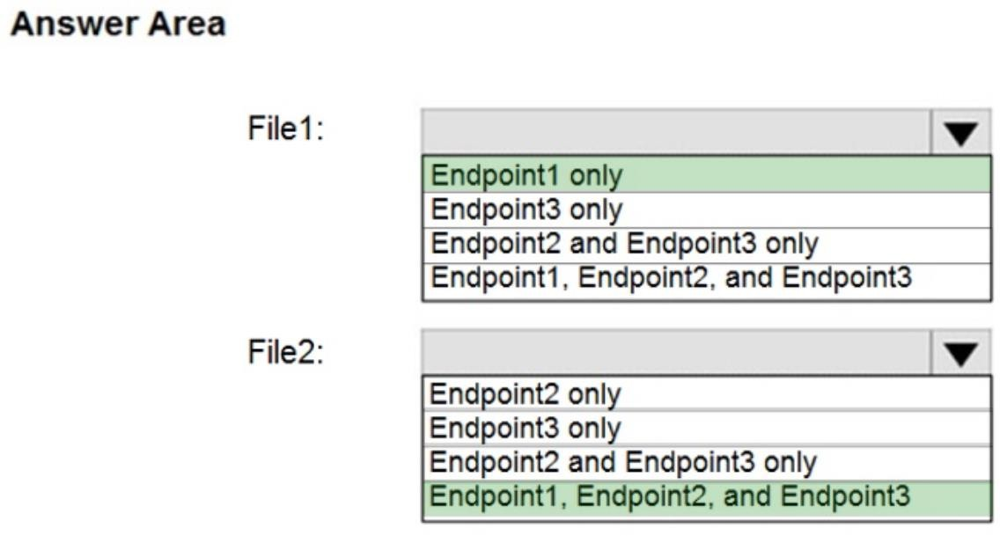 Answer Area
File1:
Endpoint1 only
Endpoint3 only
Endpoint2 and Endpoint3 only
Endpoint1, Endpoint2, and Endpoint3
File2:
Endpoint2 only
Endpoint3 only
Endpoint2 and Endpoint3 only
Endpoint1, Endpoint2, and Endpoint3